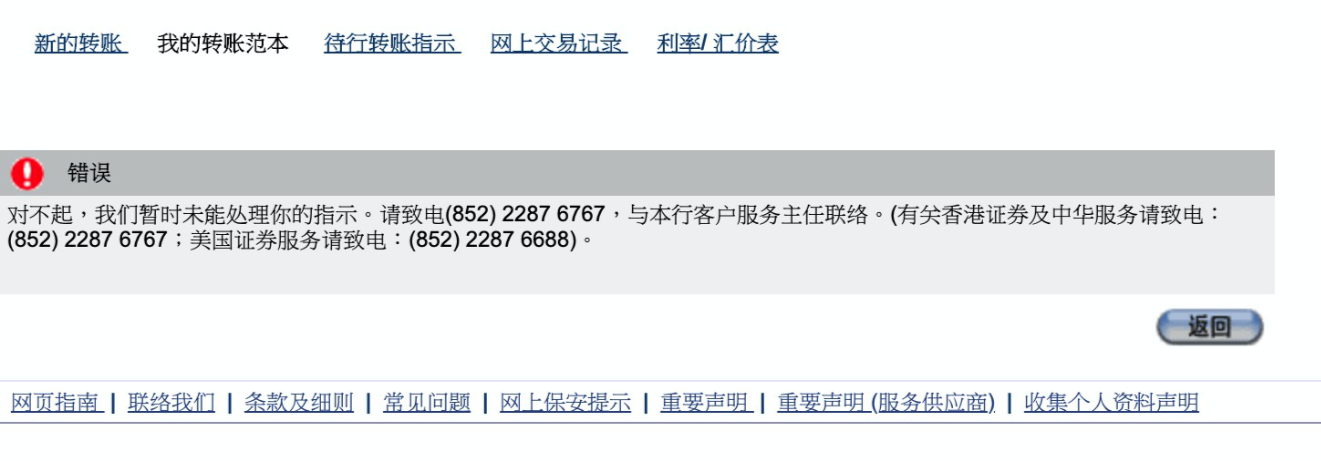 新的转账 我的转账范本 待行转账指示 网上交易记录 利率/汇价表
错误
对不起，我们暂时未能处理你的指示。请致电(852) 2287 6767，与本行客户服务主任联络。(有关香港证券及中华服务请致电：
(852) 2287 6767；美国证券服务请致电：(852) 2287 6688)。
返回
网页指南 | 联络我们 | 条款及细则 | 常见问题 | 网上保安提示 | 重要声明 | 重要声明 (服务供应商) | 收集个人资料声明